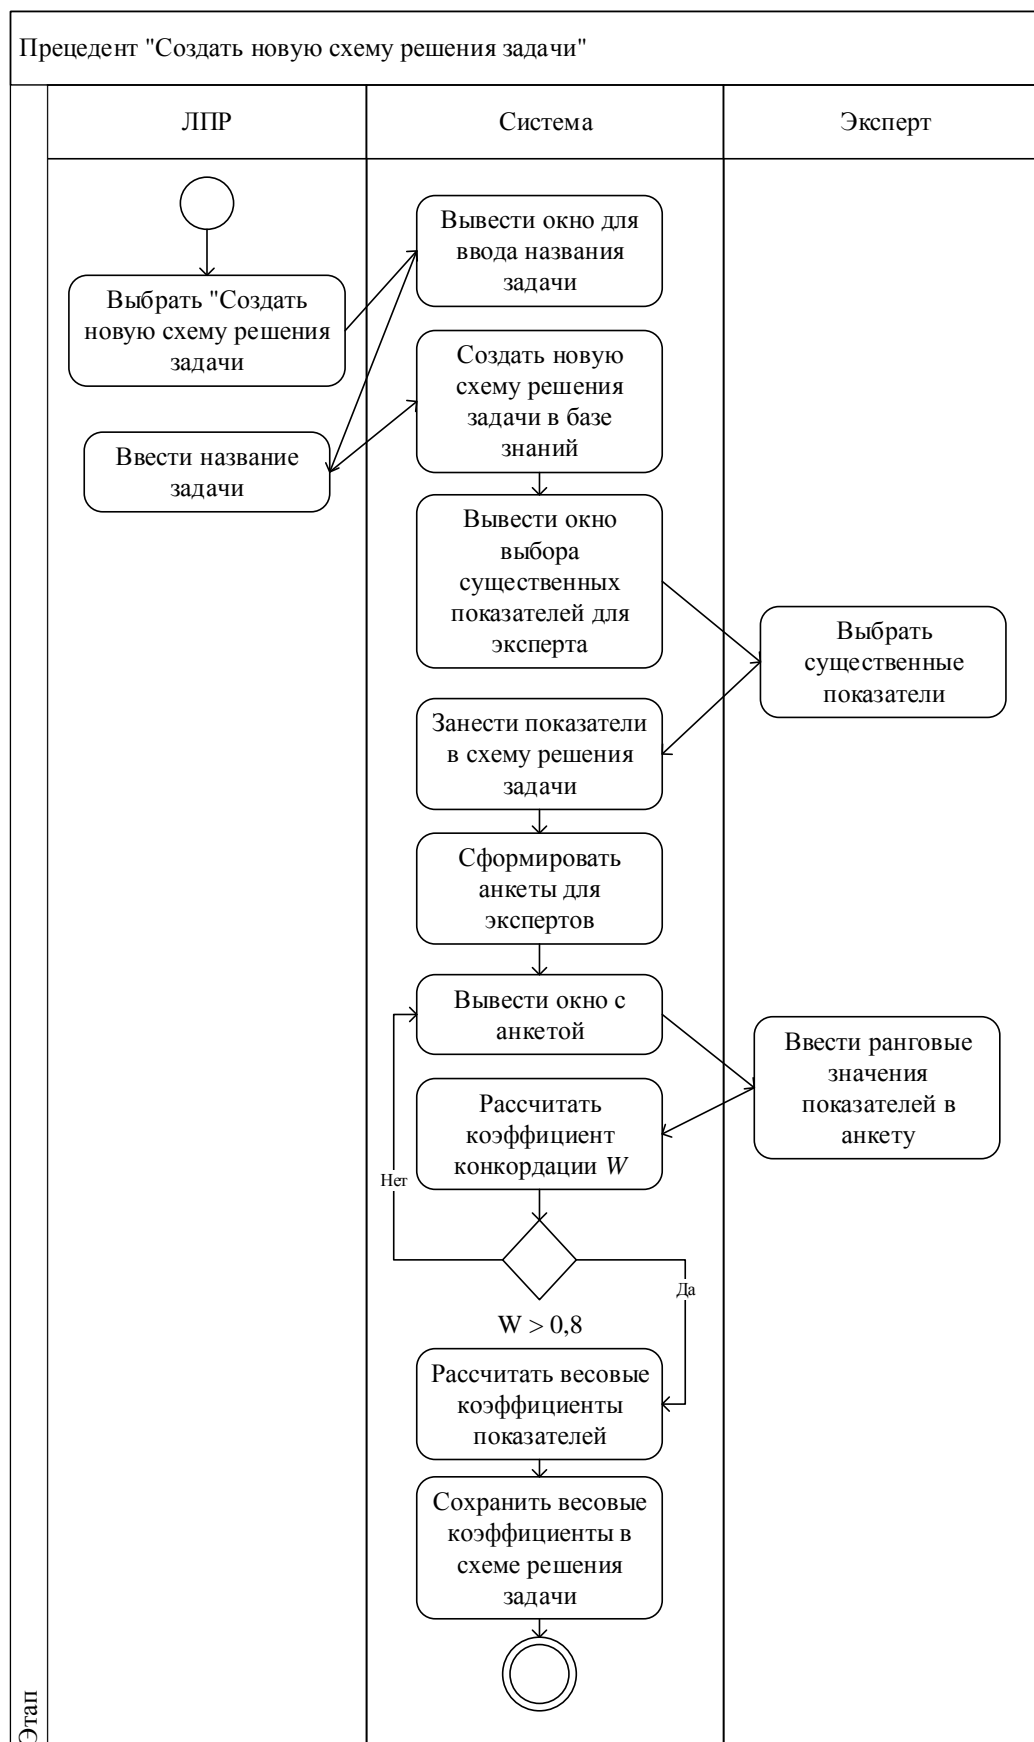 Прецедент "Создать новую схему решения задачи"
ЛПР
Система
Эксперт
Вывести окно для
ввода названия
задачи
Выбрать "Создать
новую схему решения
задачи
Создать новую
схему решения
задачи в базе
знаний
Ввести название
задачи
Вывести окно
выбора
существенных
показателей для
эксперта
Выбрать
существенные
показатели
Занести показатели
в схему решения
задачи
Сформировать
анкеты для
экспертов
Вывести окно с
анкетой
Ввести ранговые
значения
показателей в
анкету
Рассчитать
коэффициент
конкордации W
Нет
Да
W > 0,8
Рассчитать весовые
коэффициенты
показателей
Сохранить весовые
коэффициенты в
схеме решения
задачи
Этап